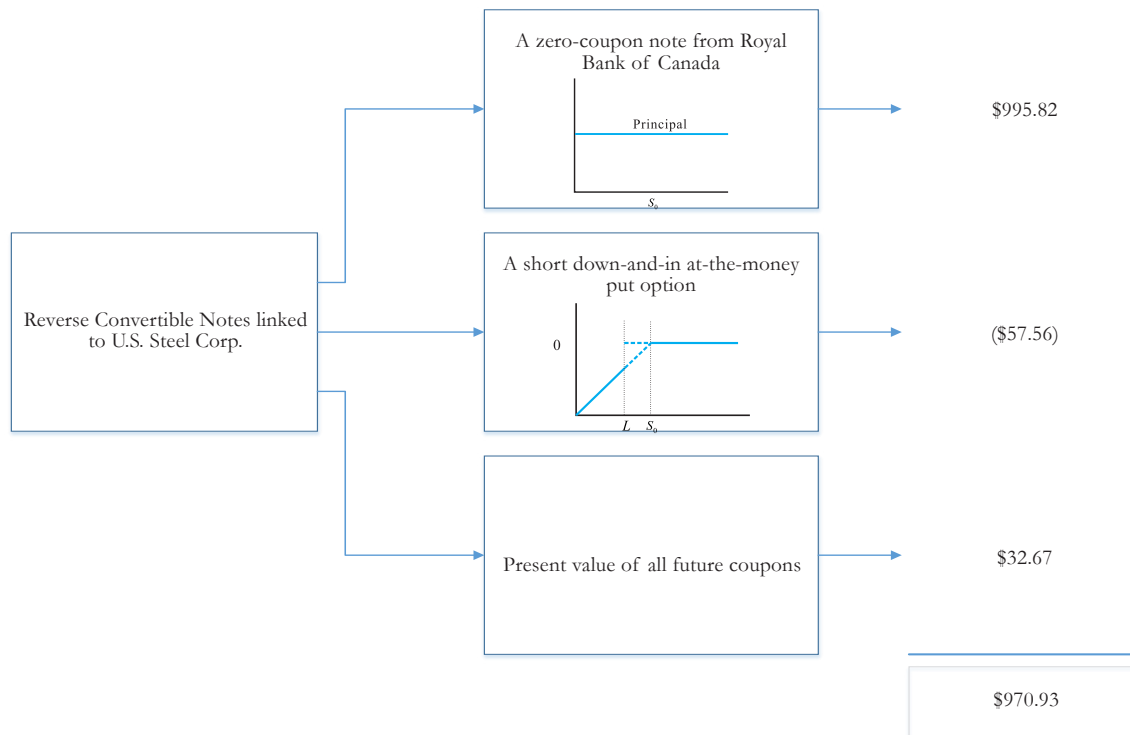 A zero-coupon note from Royal
Bank of Canada
Principal
S₀
$995.82
Reverse Convertible Notes linked
to U.S. Steel Corp.
A short down-and-in at-the-money
put option
0
L S₀
($57.56)
Present value of all future coupons
$32.67
$970.93